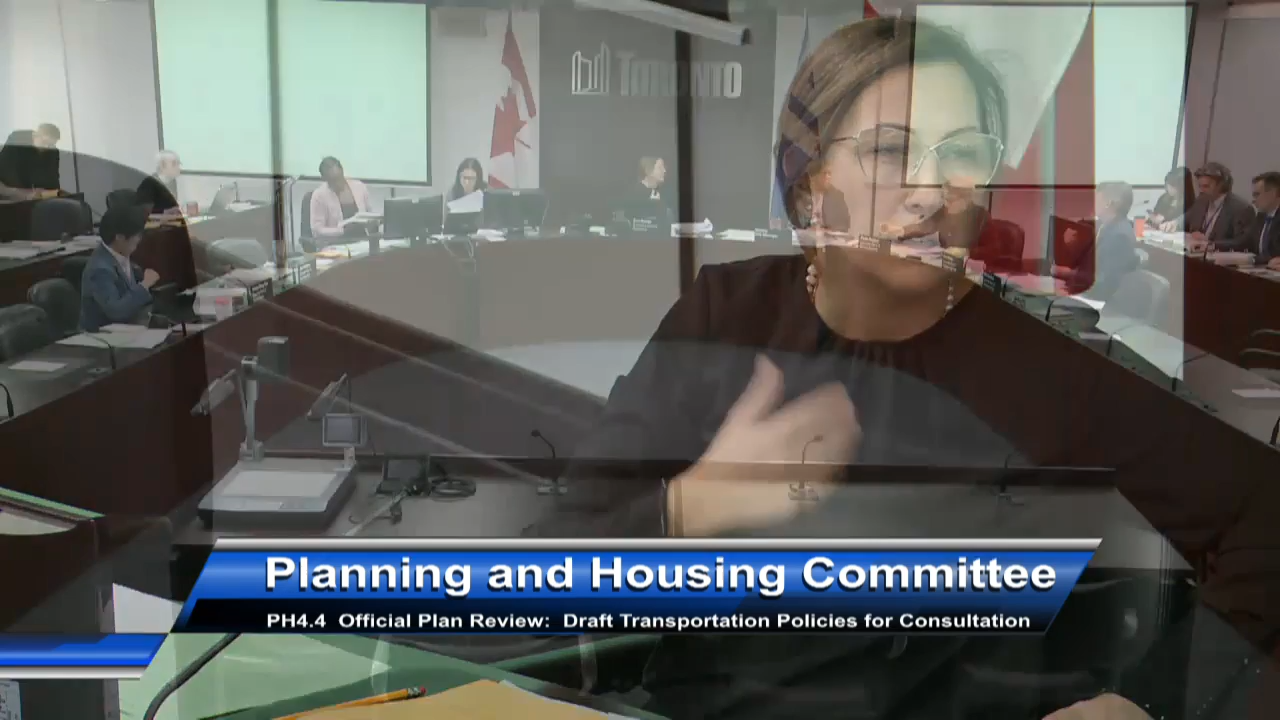 TORONTO
Planning and Housing Committee
PH4.4 Official Plan Review: Draft Transportation Policies for Consultation